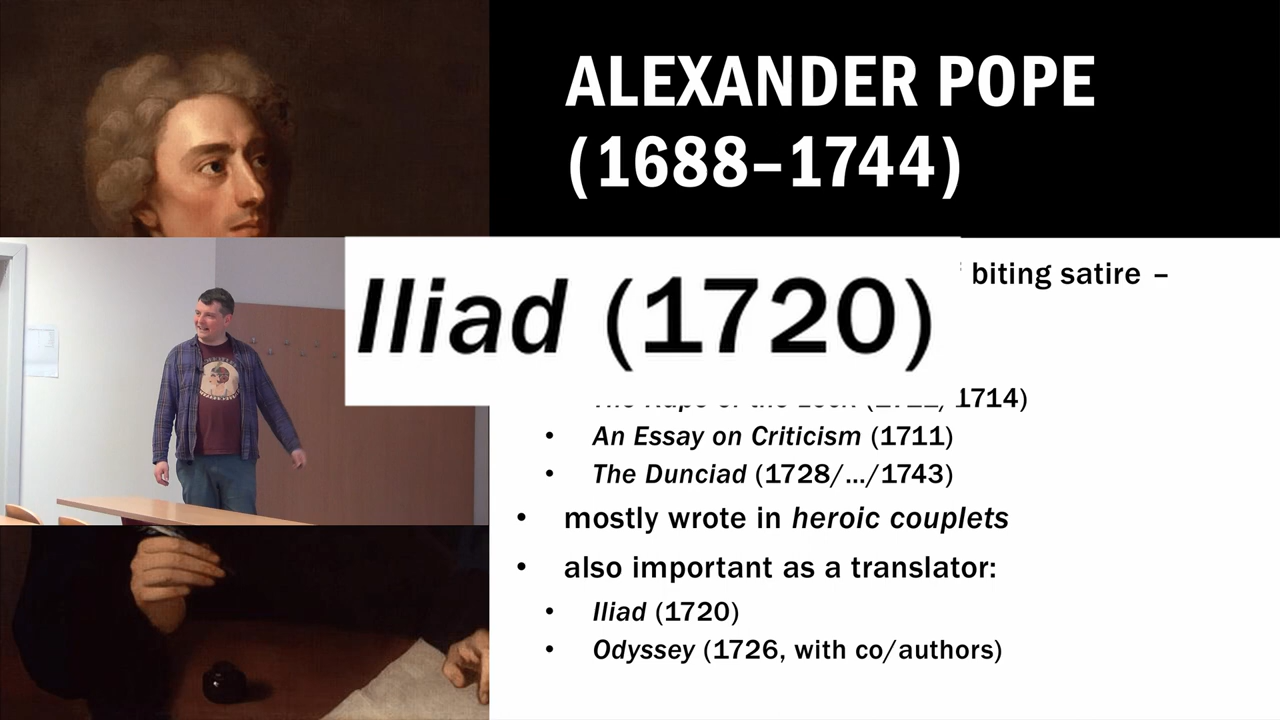 ALEXANDER POPE
(1688–1744)
biting satire –
Iliad (1720)
1714)
• An Essay on Criticism (1711)
• The Dunciad (1728/…/1743)
• mostly wrote in heroic couplets
• also important as a translator:
• Iliad (1720)
• Odyssey (1726, with co/authors)